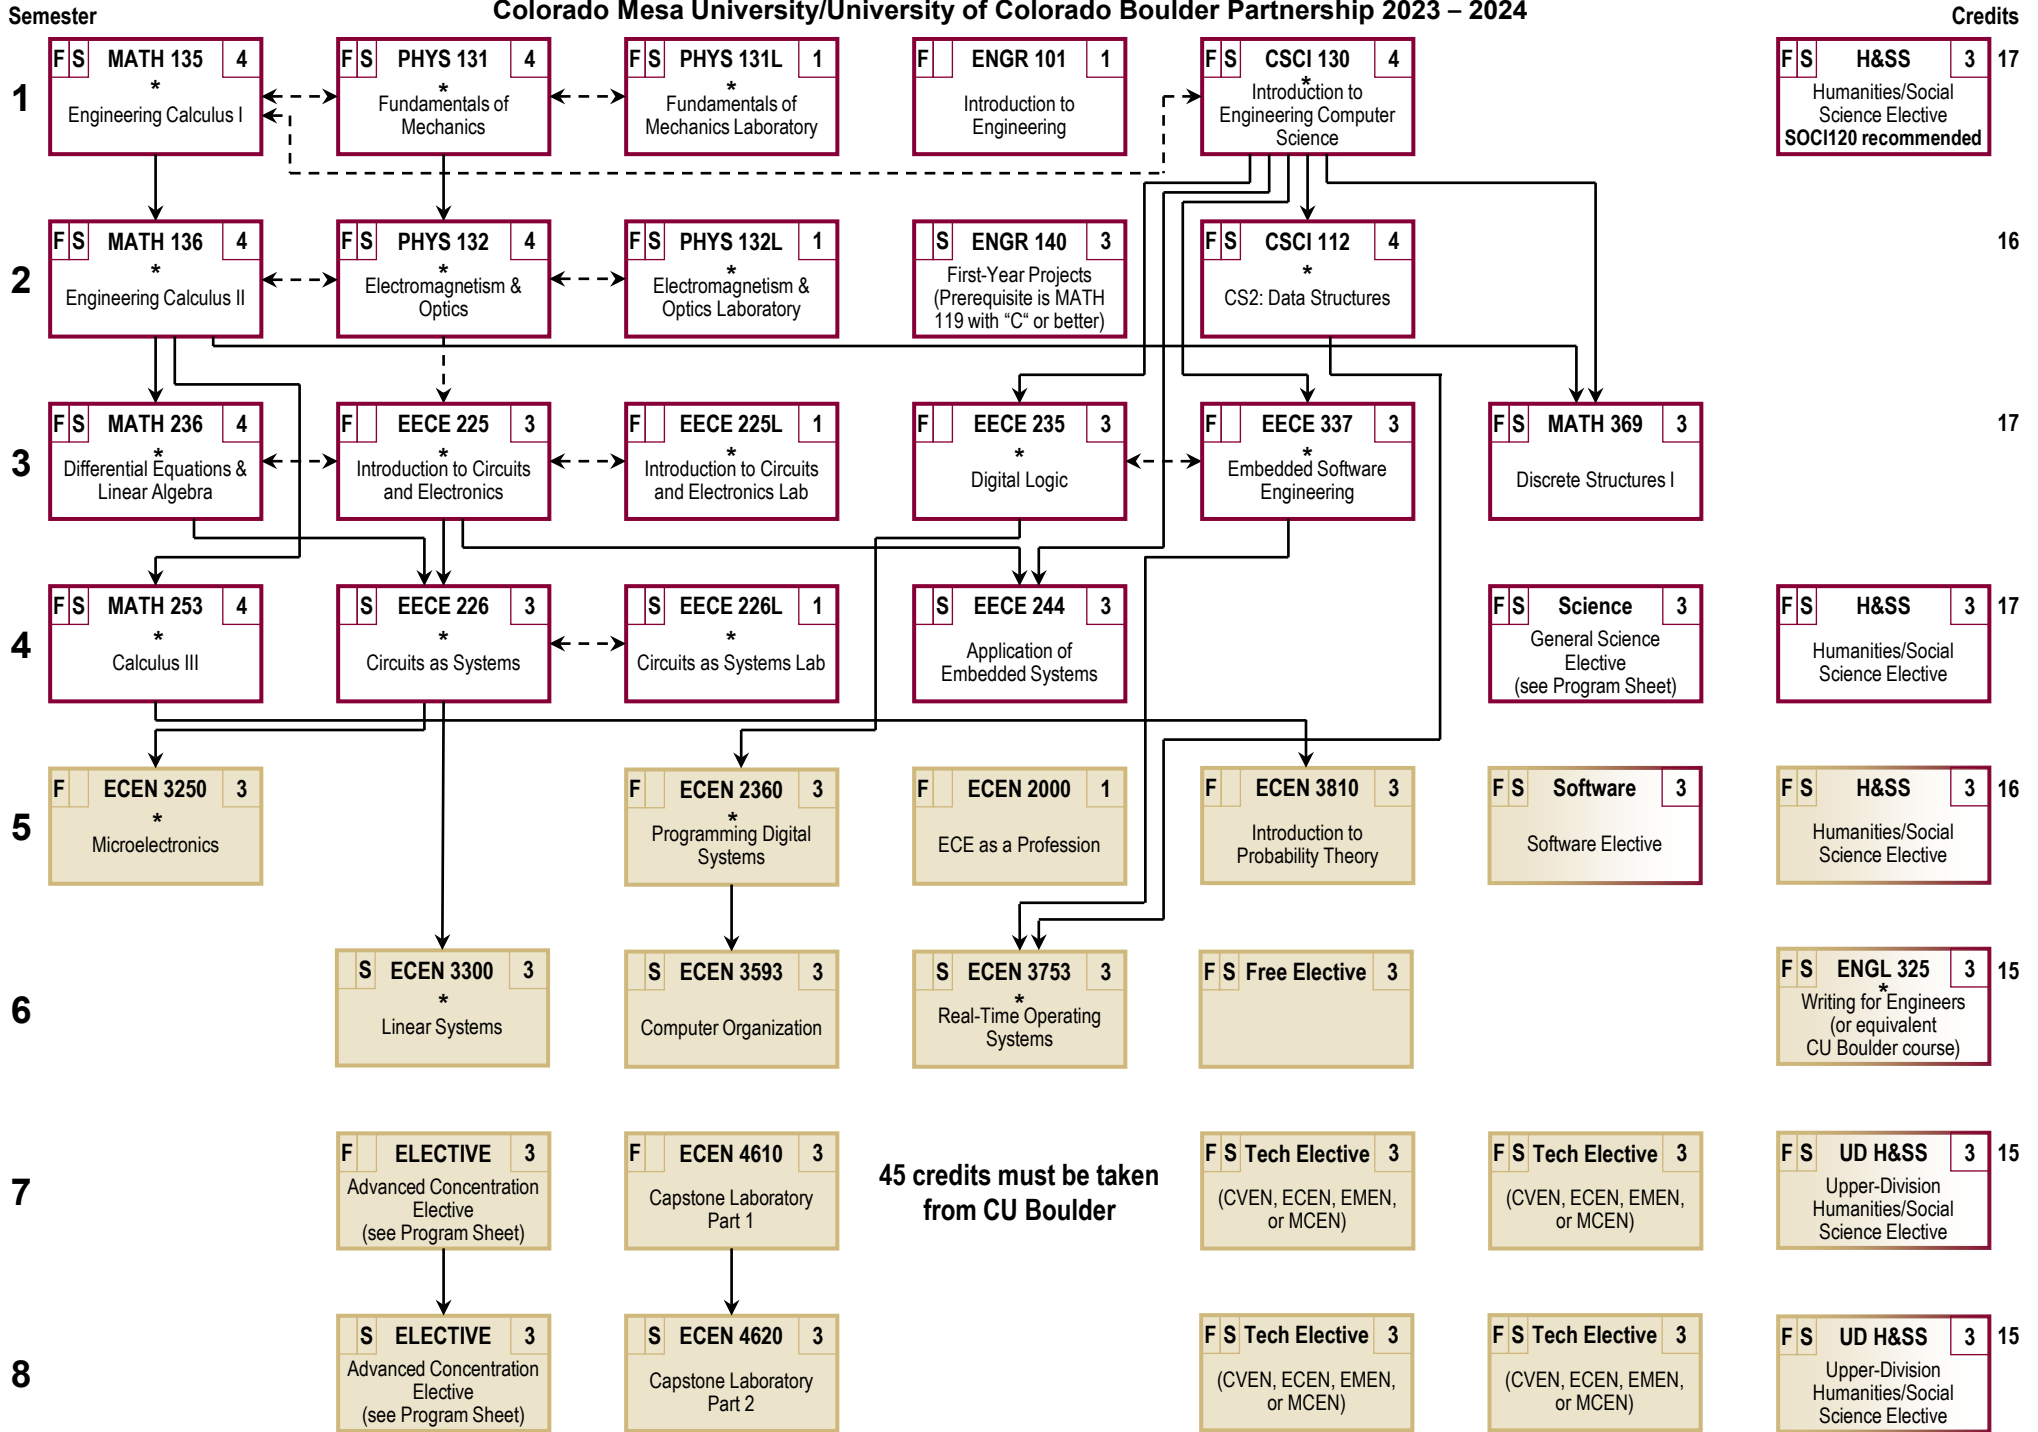 Colorado Mesa University/University of Colorado Boulder Partnership 2023 – 2024
Semester
Credits
1
F S MATH 135 4
*
Engineering Calculus I
F S PHYS 131 4
*
Fundamentals of
Mechanics
F S PHYS 131L 1
*
Fundamentals of
Mechanics Laboratory
F ENGR 101 1
Introduction to
Engineering
F S CSCI 130 4
*
Introduction to
Engineering Computer
Science
F S H&SS 3
Humanities/Social
Science Elective
SOCI120 recommended
17
2
F S MATH 136 4
*
Engineering Calculus II
F S PHYS 132 4
*
Electromagnetism &
Optics
F S PHYS 132L 1
*
Electromagnetism &
Optics Laboratory
S ENGR 140 3
First-Year Projects
(Prerequisite is MATH
119 with “C“ or better)
F S CSCI 112 4
*
CS2: Data Structures
16
3
F S MATH 236 4
*
Differential Equations &
Linear Algebra
F EECE 225 3
*
Introduction to Circuits
and Electronics
F EECE 225L 1
*
Introduction to Circuits
and Electronics Lab
F EECE 235 3
*
Digital Logic
F EECE 337 3
*
Embedded Software
Engineering
F S MATH 369 3
Discrete Structures I
17
4
F S MATH 253 4
*
Calculus III
S EECE 226 3
*
Circuits as Systems
S EECE 226L 1
*
Circuits as Systems Lab
S EECE 244 3
Application of
Embedded Systems
F S Science 3
General Science
Elective
(see Program Sheet)
F S H&SS 3
Humanities/Social
Science Elective
17
5
F ECEN 3250 3
*
Microelectronics
F ECEN 2360 3
*
Programming Digital
Systems
F ECEN 2000 1
ECE as a Profession
F ECEN 3810 3
Introduction to
Probability Theory
F S Software 3
Software Elective
F S H&SS 3
Humanities/Social
Science Elective
16
6
S ECEN 3300 3
*
Linear Systems
S ECEN 3593 3
Computer Organization
S ECEN 3753 3
*
Real-Time Operating
Systems
F S Free Elective 3
F S ENGL 325 3
*
Writing for Engineers
(or equivalent
CU Boulder course)
15
7
F ELECTIVE 3
Advanced Concentration
Elective
(see Program Sheet)
F ECEN 4610 3
Capstone Laboratory
Part 1
45 credits must be taken
from CU Boulder
F S Tech Elective 3
(CVEN, ECEN, EMEN,
or MCEN)
F S Tech Elective 3
(CVEN, ECEN, EMEN,
or MCEN)
F S UD H&SS 3
Upper-Division
Humanities/Social
Science Elective
15
8
S ELECTIVE 3
Advanced Concentration
Elective
(see Program Sheet)
S ECEN 4620 3
Capstone Laboratory
Part 2
F S Tech Elective 3
(CVEN, ECEN, EMEN,
or MCEN)
F S Tech Elective 3
(CVEN, ECEN, EMEN,
or MCEN)
F S UD H&SS 3
Upper-Division
Humanities/Social
Science Elective
15